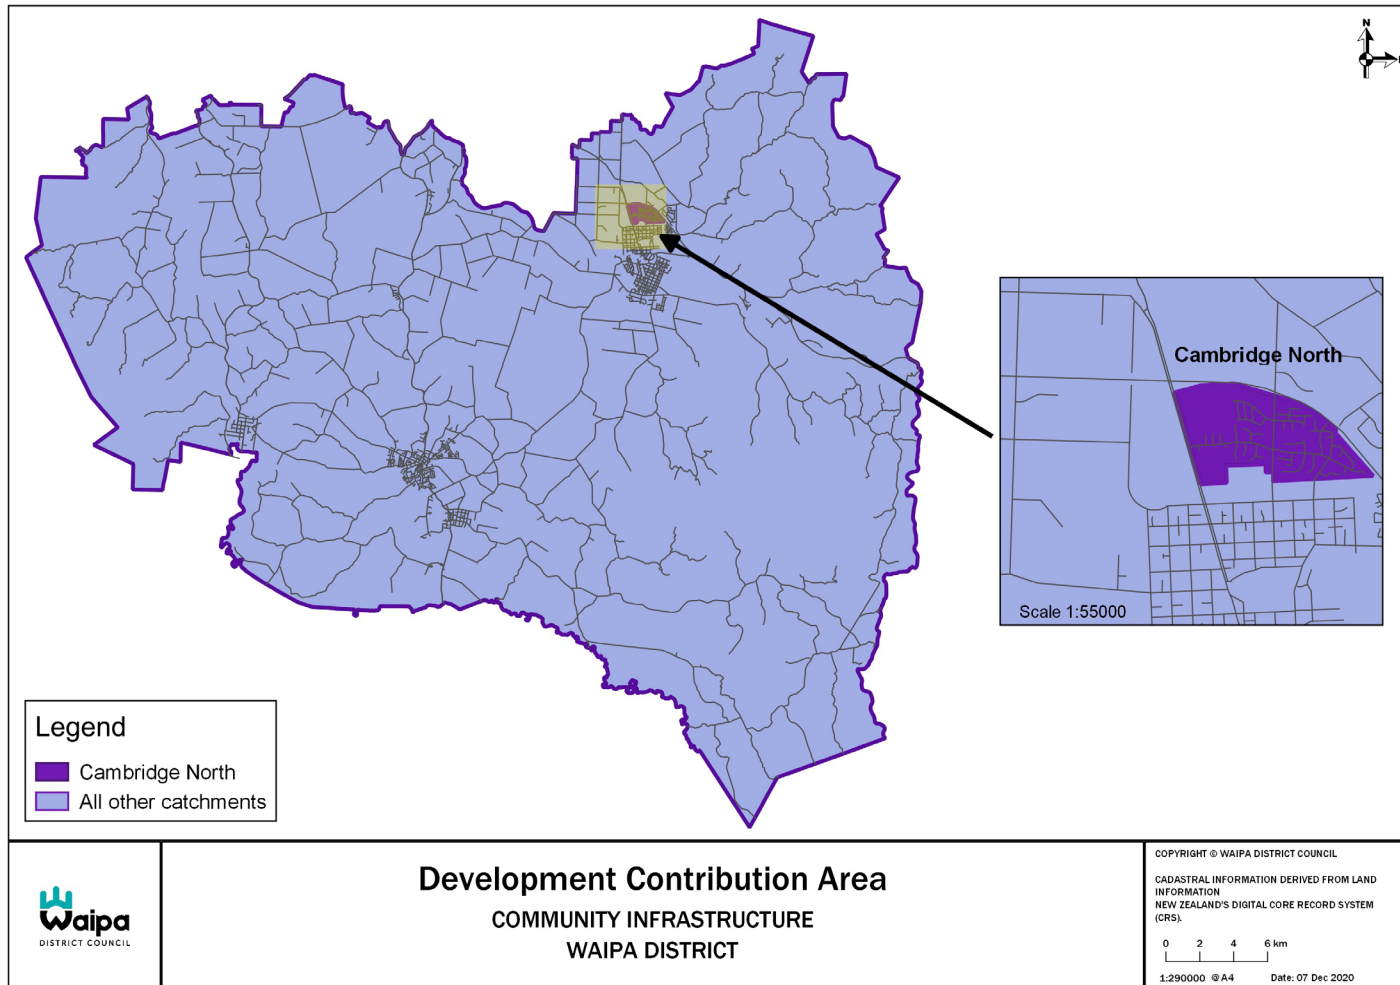 N
Cambridge North
Scale 1:55000
Legend
Cambridge North
All other catchments
Waipa
DISTRICT COUNCIL
Development Contribution Area
COMMUNITY INFRASTRUCTURE
WAIPA DISTRICT
COPYRIGHT © WAIPA DISTRICT COUNCIL
CADASTRAL INFORMATION DERIVED FROM LAND
INFORMATION
NEW ZEALAND'S DIGITAL CORE RECORD SYSTEM
(CRS).
0 2 4 6 km
1:290000 @ A4 Date: 07 Dec 2020